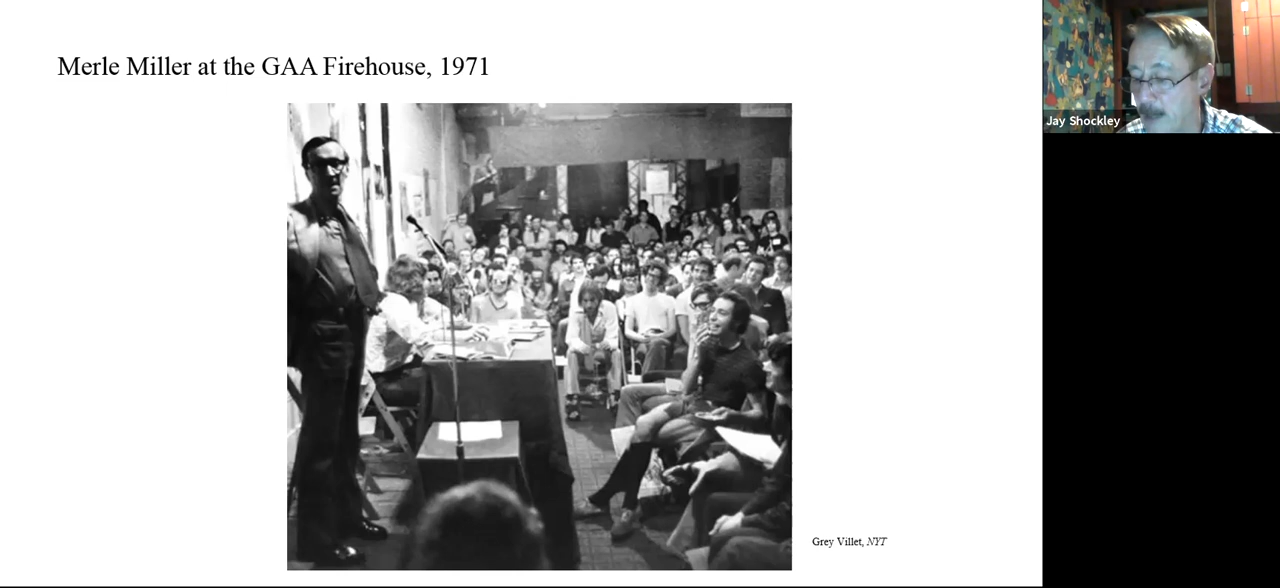 Merle Miller at the GAA Firehouse, 1971
Jay Shockley
Grey Villet, NYT